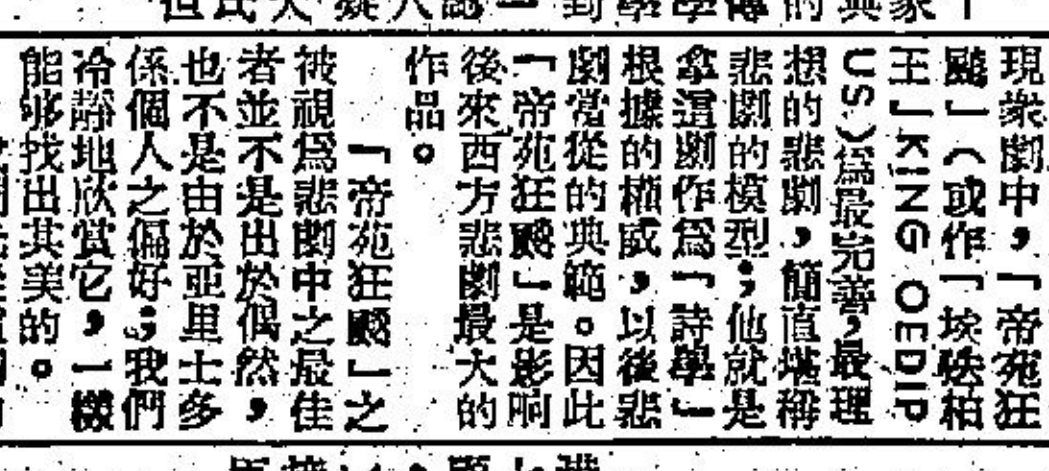 現衆劇中，「帝苑狂
飇」（或作「埃廸柏
王」KING OEDIP
US）爲最完善，最理
想的悲劇，簡直堪稱
悲劇的模型；他就是
拿這劇作爲「詩學」
根據的權威，以後悲
劇當從的典範。因此
「帝苑狂飇」是影响
後來西方悲劇最大的
作品。
「帝苑狂飇」之
被視爲悲劇中之最佳
者並不是出於偶然，
也不是由於亞里士多
係個人之偏好；我們
冷靜地欣賞它，一樣
能够找出其美的。